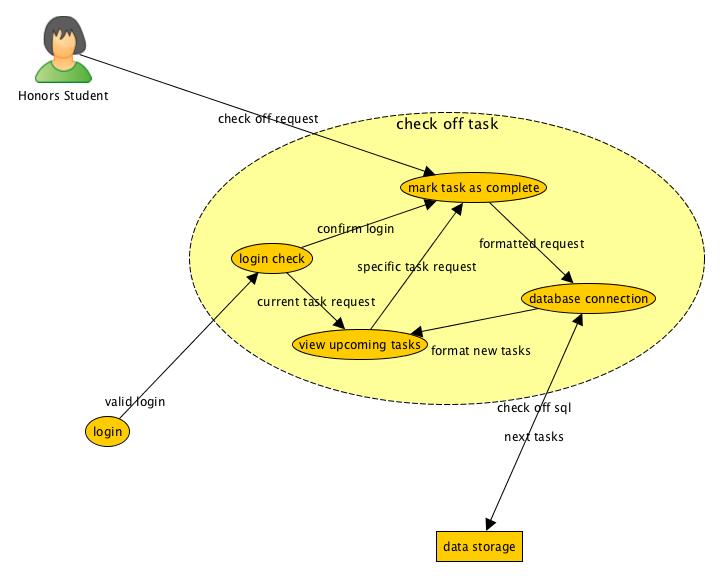 Honors Student
check off request
check off task
mark task as complete
confirm login
formatted request
login check
specific task request
current task request
database connection
view upcoming tasks
format new tasks
valid login
check off sql
login
next tasks
data storage